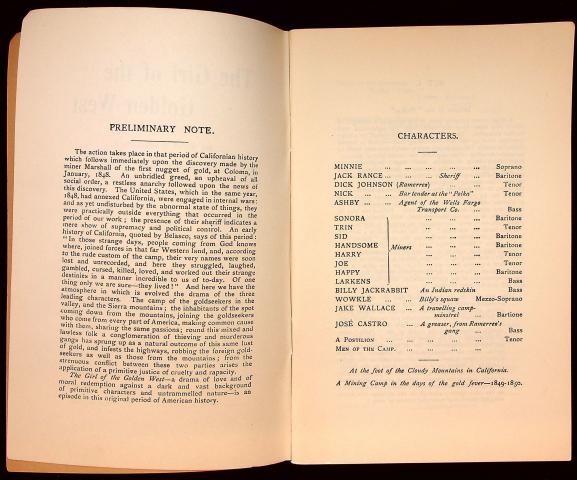 PRELIMINARY NOTE.
The action takes place in that period of Californian history
which follows immediately upon the discovery made by the
miner Marshall of the first nugget of gold, at Coloma, in
January, 1848. An unbridled greed, an upheaval of all
social order, a restless anarchy followed upon the news of
this discovery. The United States, which in the same year,
1848, had annexed California, were engaged in internal wars:
and as yet undisturbed by the abnormal state of things, they
were practically outside everything that occurred in the
period of our work; the presence of their sheriff indicates a
mere show of supremacy and political control. An early
history of California, quoted by Belasco, says of this period:
"In those strange days, people coming from God knows
where, joined forces in that far Western land, and, according
to the rude custom of the camp, their very names were soon
lost and unrecorded, and here they struggled, laughed,
gambled, cursed, killed, loved, and worked out their strange
destinies in a manner incredible to us of to-day. Of one
thing only we are sure—they lived!" And here we have the
atmosphere in which is evolved the drama of the three
leading characters. The camp of the goldseekers in the
valley, and the Sierra mountains; the inhabitants of the spot
coming down from the mountains, joining the goldseekers
who come from every part of America, making common cause
with them, sharing the same passions; round this mixed and
lawless folk a conglomeration of thieving and murderous
gangs has sprung up as a natural outcome of this same lust
of gold, and infests the highways, robbing the foreign gold-
seekers as well as those from the mountains; from the
strenuous conflict between these two parties arises the
application of a primitive justice of cruelty and rapacity.
The Girl of the Golden West—a drama of love and of
moral redemption against a dark and vast background
of primitive characters and untrammelled nature—is an
episode in this original period of American history.
CHARACTERS.
MINNIE ... ... ... ... ... Soprano
JACK RANCE ... ... ... Sheriff ... Baritone
DICK JOHNSON (Ramerrez) ... ... Tenor
NICK ... ... ... Bar tender at the "Polka" Tenor
ASHBY ... ... ... Agent of the Wells Fargo
Transport Co. Bass
SONORA ... ... ... Baritone
TRIN ... ... ... Tenor
SID ... ... ... Baritone
HANDSOME Miners ... ... ... Baritone
HARRY ... ... ... Tenor
JOE ... ... ... Tenor
HAPPY ... ... ... Baritone
LARKENS ... ... ... Bass
BILLY JACKRABBIT An Indian redskin Bass
WOWKLE ... ... Billy's squaw Mezzo-Soprano
JAKE WALLACE ... A travelling camp-
minstrel ... Baritone
JOSÉ CASTRO ... A greaser, from Ramerrez's
gang ... Bass
A POSTILION ... ... ... ... Tenor
MEN OF THE CAMP. ... ... ...
At the foot of the Cloudy Mountains in California.
A Mining Camp in the days of the gold fever—1849-1850.